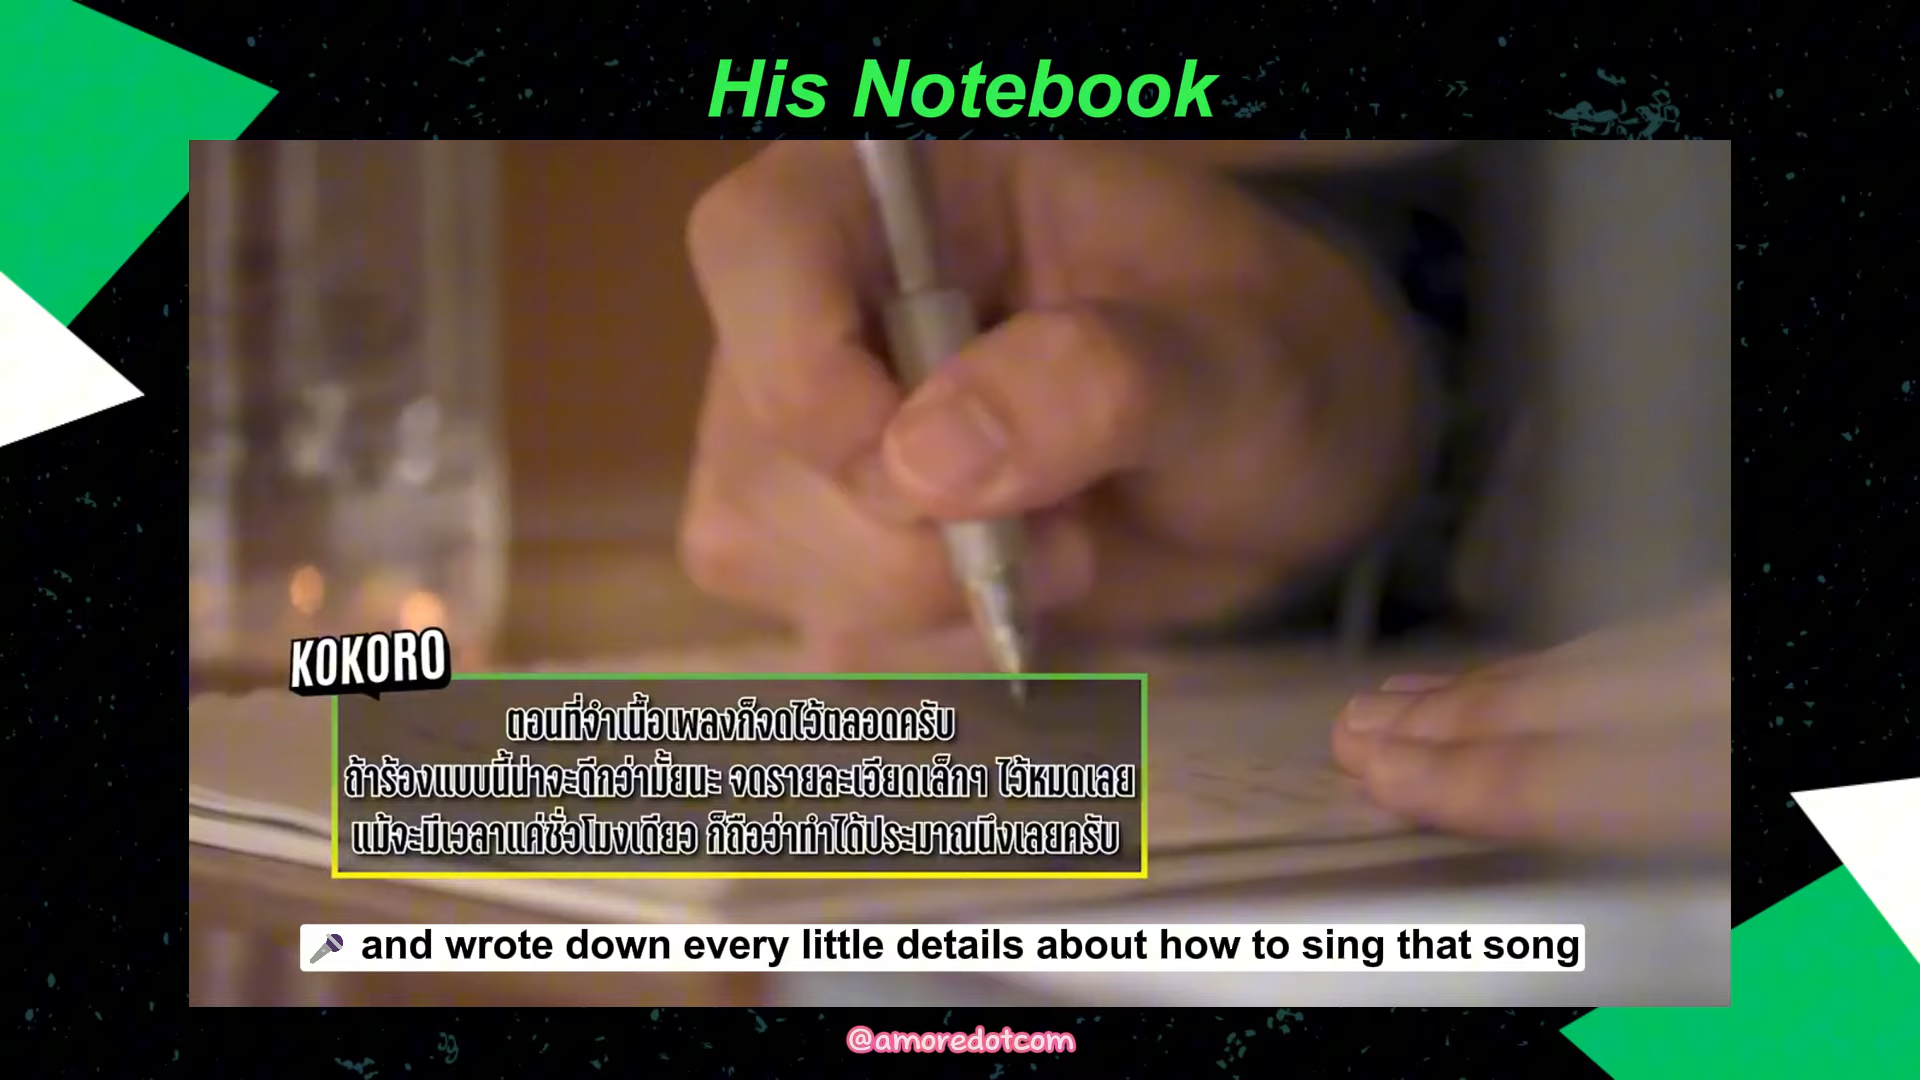 His Notebook
KOKORO
ตอนที่จำเนื้อเพลงก็จดไว้ตลอดครับ
ถ้าร้องแบบนี้น่าจะดีกว่ามั้ยนะ จดรายละเอียดเล็กๆ ไว้หมดเลย
แม้จะมีเวลาแค่ชั่วโมงเดียว ก็ถือว่าทำได้ประมาณนึงเลยครับ
🎤 and wrote down every little details about how to sing that song
@amoredotcom